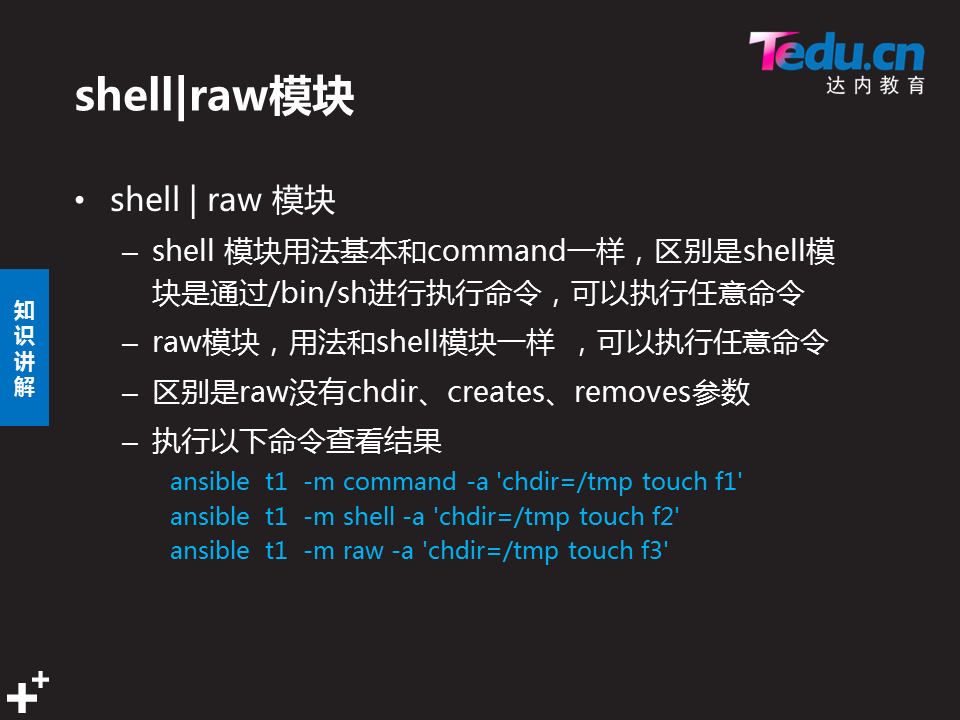 Tedu.cn
达内教育
shell|raw模块
• shell | raw 模块
– shell 模块用法基本和command一样，区别是shell模
块是通过/bin/sh进行执行命令，可以执行任意命令
– raw模块，用法和shell模块一样 ，可以执行任意命令
– 区别是raw没有chdir、creates、removes参数
– 执行以下命令查看结果
ansible t1 -m command -a 'chdir=/tmp touch f1'
ansible t1 -m shell -a 'chdir=/tmp touch f2'
ansible t1 -m raw -a 'chdir=/tmp touch f3'
知
识
讲
解